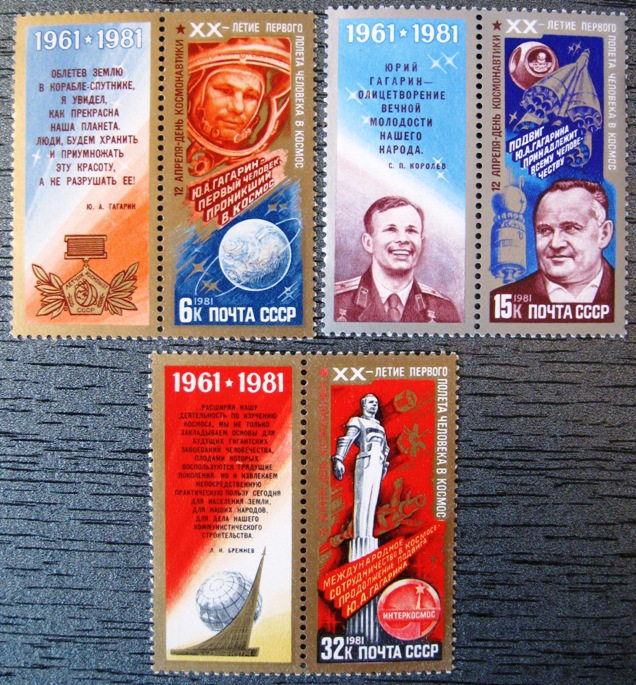 1961★1981
ОБЛЕТЕВ ЗЕМЛЮ
В КОРАБЛЕ-СПУТНИКЕ,
Я УВИДЕЛ,
КАК ПРЕКРАСНА
НАША ПЛАНЕТА.
ЛЮДИ, БУДЕМ ХРАНИТЬ
И ПРИУМНОЖАТЬ
ЭТУ КРАСОТУ,
А НЕ РАЗРУШАТЬ ЕЕ!
Ю. А. ГАГАРИН
СССР
12 АПРЕЛЯ-ДЕНЬ КОСМОНАВТИКИ
★ XX-ЛЕТИЕ ПЕРВОГО
ПОЛЕТА ЧЕЛОВЕКА В КОСМОС
Ю.А. ГАГАРИН-
ПЕРВЫЙ ЧЕЛОВЕК,
ПРОНИКШИЙ
В КОСМОС
1981
6К ПОЧТА СССР
1961★1981
ЮРИЙ
ГАГАРИН—
ОЛИЦЕТВОРЕНИЕ
ВЕЧНОЙ
МОЛОДОСТИ
НАШЕГО
НАРОДА.
С. П. КОРОЛЕВ
12 АПРЕЛЯ-ДЕНЬ КОСМОНАВТИКИ
★ XX-ЛЕТИЕ ПЕРВОГО
ПОЛЕТА ЧЕЛОВЕКА В КОСМОС
ПОДВИГ
Ю.А.ГАГАРИНА
ПРИНАДЛЕЖИТ
ВСЕМУ ЧЕЛОВЕ-
ЧЕСТВУ
1981
15К ПОЧТА СССР
1961★1981
РАСШИРЯЯ НАШУ
ДЕЯТЕЛЬНОСТЬ ПО ИЗУЧЕНИЮ
КОСМОСА, МЫ НЕ ТОЛЬКО
ЗАКЛАДЫВАЕМ ОСНОВЫ ДЛЯ
БУДУЩИХ ГИГАНТСКИХ
ЗАВОЕВАНИЙ ЧЕЛОВЕЧЕСТВА,
ПЛОДАМИ КОТОРЫХ
ВОСПОЛЬЗУЮТСЯ ГРЯДУЩИЕ
ПОКОЛЕНИЯ, НО И ИЗВЛЕКАЕМ
НЕПОСРЕДСТВЕННУЮ
ПРАКТИЧЕСКУЮ ПОЛЬЗУ СЕГОДНЯ
ДЛЯ НАСЕЛЕНИЯ ЗЕМЛИ,
ДЛЯ НАШИХ НАРОДОВ,
ДЛЯ ДЕЛА НАШЕГО
КОММУНИСТИЧЕСКОГО
СТРОИТЕЛЬСТВА.
Л. И. БРЕЖНЕВ
XX-ЛЕТИЕ ПЕРВОГО
ПОЛЕТА ЧЕЛОВЕКА В КОСМОС
МЕЖДУНАРОДНОЕ
СОТРУДНИЧЕСТВО В КОСМОСЕ-
ПРОДОЛЖЕНИЕ ПОДВИГА
Ю.А.ГАГАРИНА
ИНТЕРКОСМОС
1981
32К ПОЧТА СССР